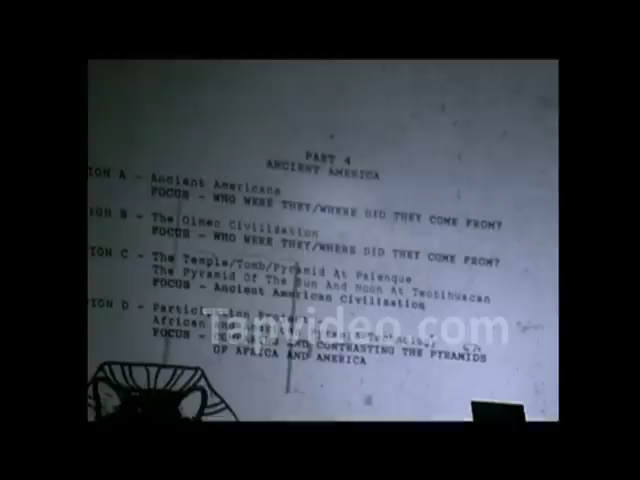 PART 4
ANCIENT AMERICA
ION A - Ancient Americans
FOCUS - WHO WERE THEY/WHERE DID THEY COME FROM?
ION B - The Olmec Civilization
FOCUS - WHO WERE THEY/WHERE DID THEY COME FROM?
ION C - The Temple/Tomb/Pyramid At Palenque
The Pyramid Of The Sun And Moon At Teotihuacan
FOCUS - Ancient American Civilization
ION D -
African
FOCUS - AND CONTRASTING THE PYRAMIDS
OF AFRICA AND AMERICA
Tapvideo.com